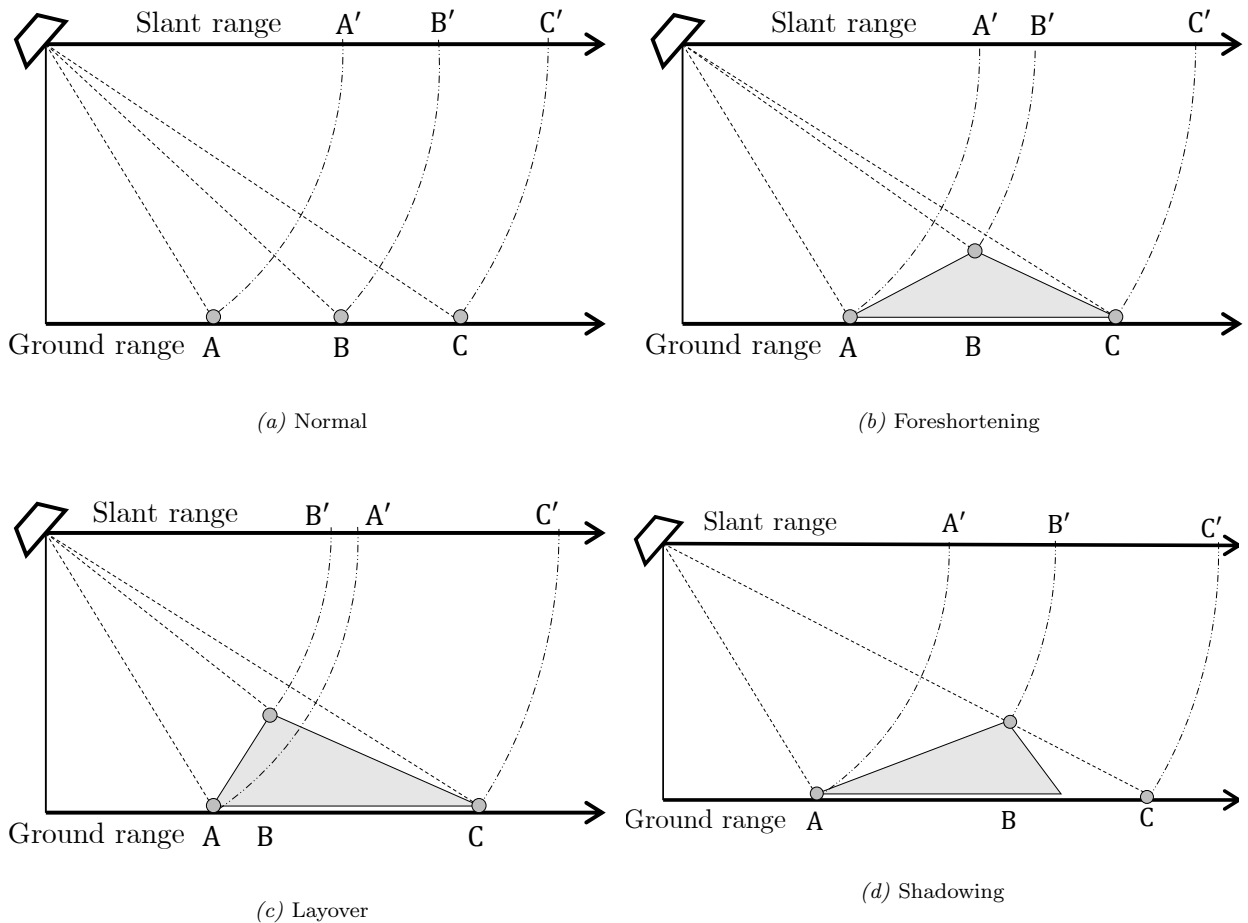 Slant range A′ B′ C′
Ground range A B C
(a) Normal
Slant range A′ B′ C′
Ground range A B C
(b) Foreshortening
Slant range B′ A′ C′
Ground range A B C
(c) Layover
Slant range A′ B′ C′
Ground range A B C
(d) Shadowing